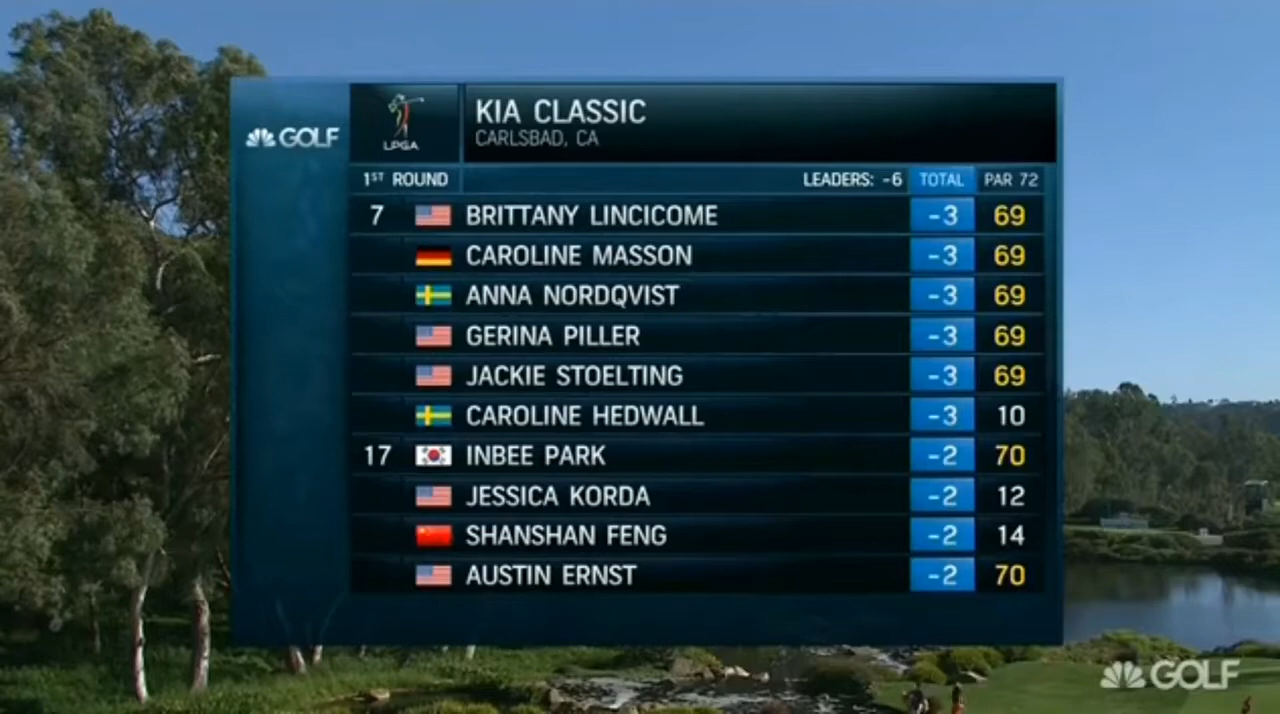 GOLF
LPGA
KIA CLASSIC
CARLSBAD, CA
1ST ROUND LEADERS: -6 TOTAL PAR 72
7 BRITTANY LINCICOME -3 69
CAROLINE MASSON -3 69
ANNA NORDQVIST -3 69
GERINA PILLER -3 69
JACKIE STOELTING -3 69
CAROLINE HEDWALL -3 10
17 INBEE PARK -2 70
JESSICA KORDA -2 12
SHANSHAN FENG -2 14
AUSTIN ERNST -2 70
GOLF